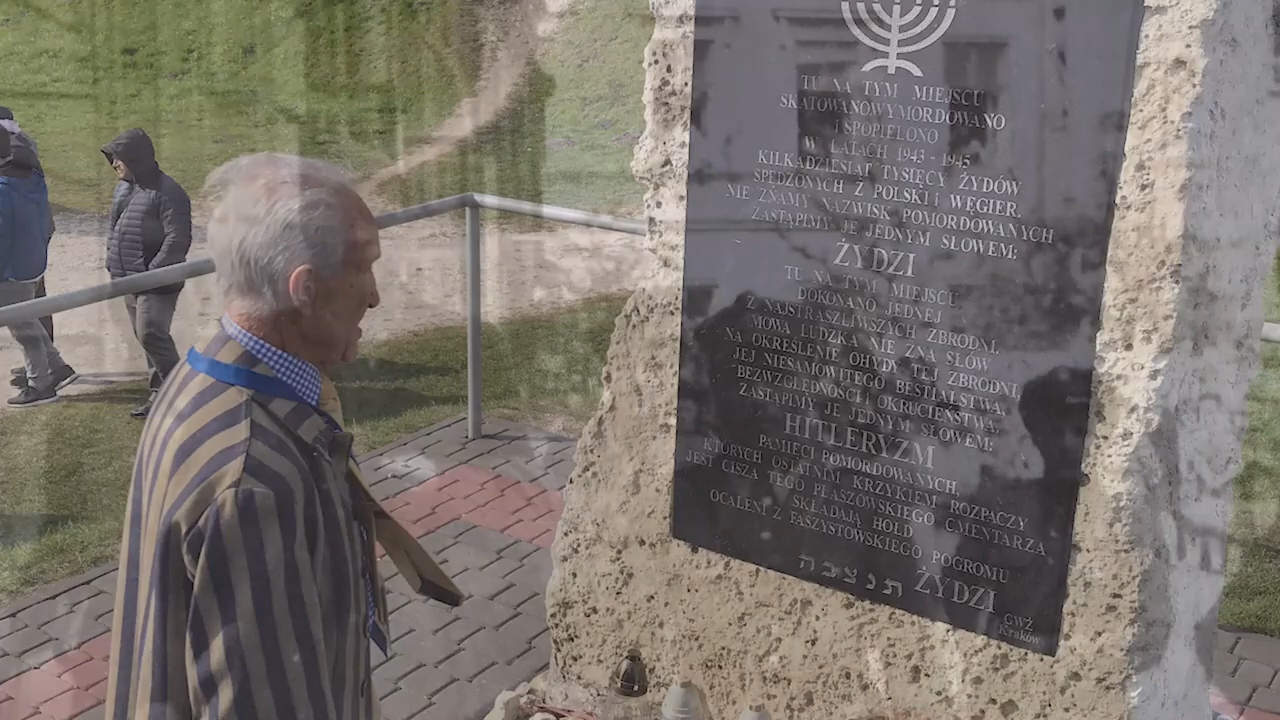 TU NA TYM MIEJSCU
SKATOWANO WYMORDOWANO
I SPOPIELONO
W LATACH 1943 - 1945
KILKADZIESIĄT TYSIĘCY ŻYDÓW
SPĘDZONYCH Z POLSKI I WĘGIER.
NIE ZNAMY NAZWISK POMORDOWANYCH
ZASTĄPIMY JE JEDNYM SŁOWEM:
ŻYDZI
TU NA TYM MIEJSCU
DOKONANO JEDNEJ
Z NAJSTRASZLIWSZYCH ZBRODNI.
MOWA LUDZKA NIE ZNA SŁÓW
NA OKREŚLENIE OHYDY TEJ ZBRODNI,
JEJ NIESAMOWITEGO BESTIALSTWA,
BEZWZGLĘDNOŚCI I OKRUCIEŃSTWA.
ZASTĄPIMY JE JEDNYM SŁOWEM:
HITLERYZM
PAMIĘCI POMORDOWANYCH,
KTÓRYCH OSTATNIM KRZYKIEM ROZPACZY
JEST CISZA TEGO PŁASZOWSKIEGO CMENTARZA
SKŁADAJĄ HOŁD
OCALENI Z FASZYSTOWSKIEGO POGROMU
ŻYDZI
ת נ צ ב ה
GWŻ
Kraków